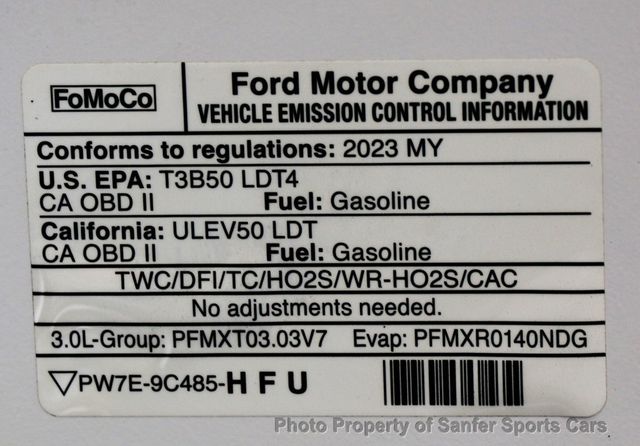 FoMoCo
Ford Motor Company
VEHICLE EMISSION CONTROL INFORMATION
Conforms to regulations: 2023 MY
U.S. EPA: T3B50 LDT4
CA OBD II Fuel: Gasoline
California: ULEV50 LDT
CA OBD II Fuel: Gasoline
TWC/DFI/TC/HO2S/WR-HO2S/CAC
No adjustments needed.
3.0L-Group: PFMXT03.03V7 Evap: PFMXR0140NDG
PW7E-9C485-HFU
Photo Property of Sanfer Sports Cars